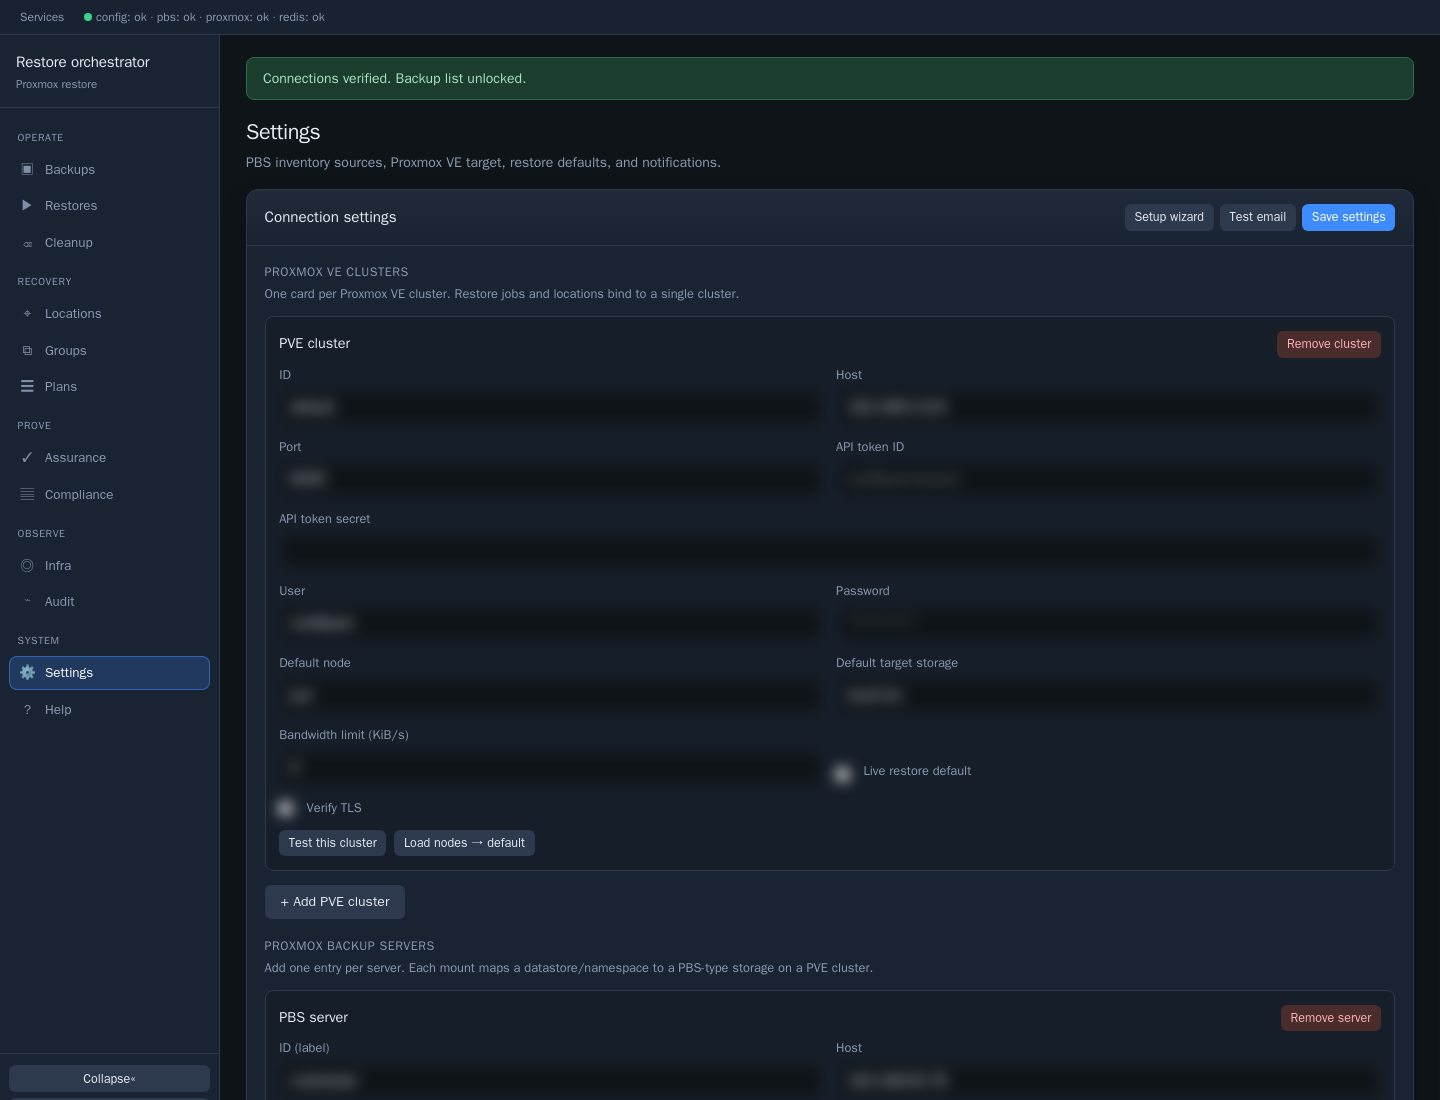 Services config: ok · pbs: ok · proxmox: ok · redis: ok
Restore orchestrator
Proxmox restore
OPERATE
Backups
Restores
Cleanup
RECOVERY
Locations
Groups
Plans
PROVE
Assurance
Compliance
OBSERVE
Infra
Audit
SYSTEM
Settings
? Help
Collapse«
Connections verified. Backup list unlocked.
Settings
PBS inventory sources, Proxmox VE target, restore defaults, and notifications.
Connection settings Setup wizard Test email Save settings
PROXMOX VE CLUSTERS
One card per Proxmox VE cluster. Restore jobs and locations bind to a single cluster.
PVE cluster Remove cluster
ID Host
Port API token ID
API token secret
User Password
Default node Default target storage
Bandwidth limit (KiB/s)
Live restore default
Verify TLS
Test this cluster Load nodes → default
+ Add PVE cluster
PROXMOX BACKUP SERVERS
Add one entry per server. Each mount maps a datastore/namespace to a PBS-type storage on a PVE cluster.
PBS server Remove server
ID (label) Host